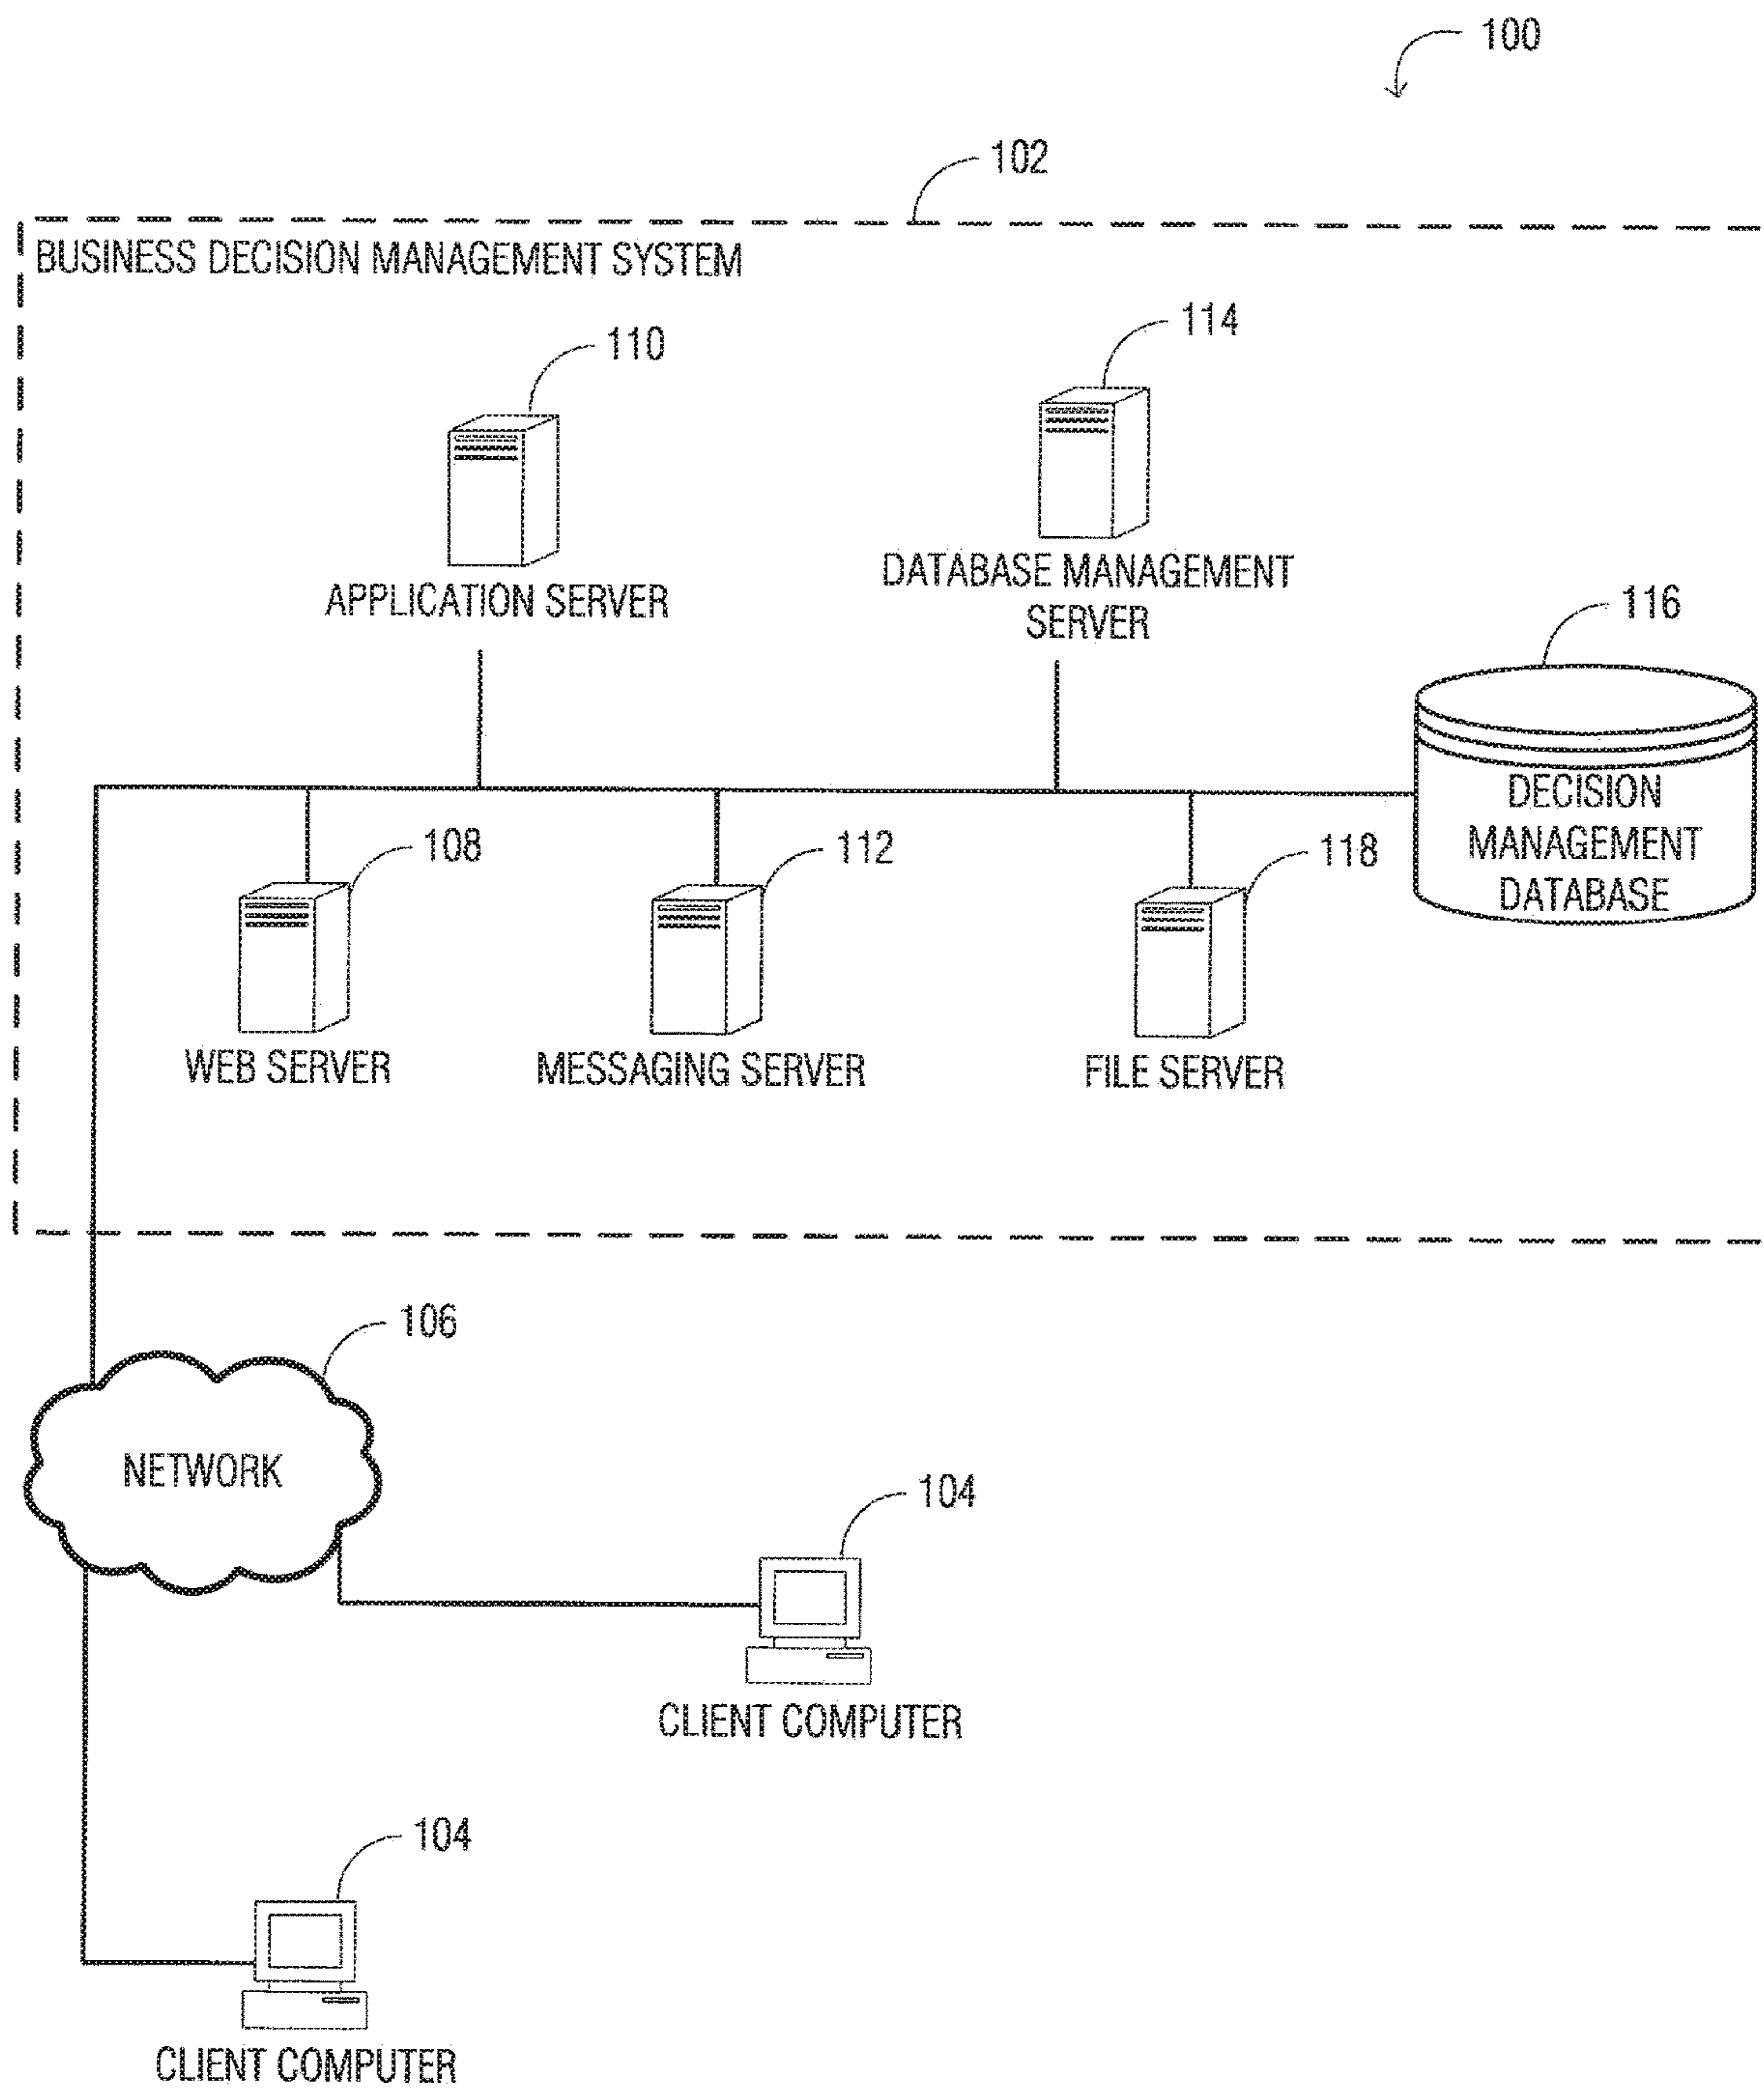 100
102
BUSINESS DECISION MANAGEMENT SYSTEM
110
114
APPLICATION SERVER
DATABASE MANAGEMENT
SERVER
116
DECISION
MANAGEMENT
DATABASE
108
112
118
WEB SERVER
MESSAGING SERVER
FILE SERVER
106
NETWORK
104
CLIENT COMPUTER
104
CLIENT COMPUTER